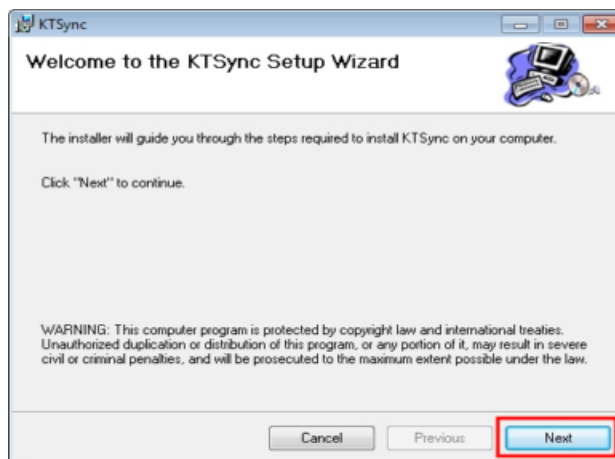 KTSync
Welcome to the KTSync Setup Wizard
The installer will guide you through the steps required to install KTSync on your computer.
Click "Next" to continue.
WARNING: This computer program is protected by copyright law and international treaties.
Unauthorized duplication or distribution of this program, or any portion of it, may result in severe
civil or criminal penalties, and will be prosecuted to the maximum extent possible under the law.
Cancel
Previous
Next